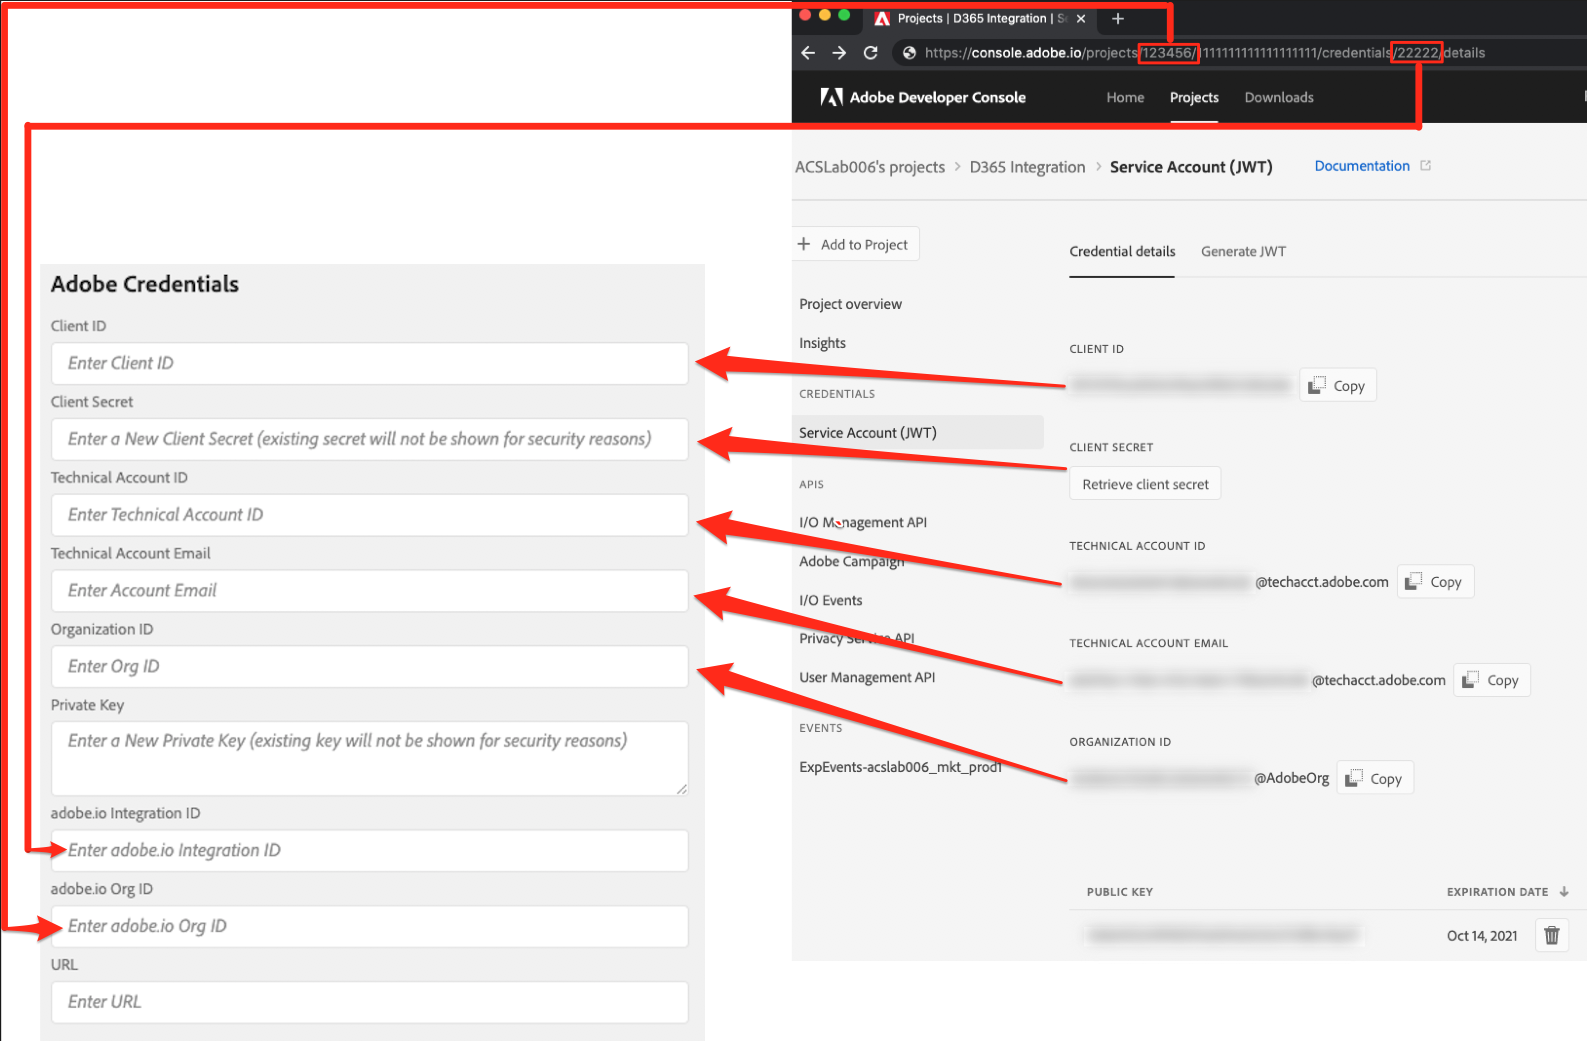 Projects | D365 Integration | Se
https://console.adobe.io/projects/123456/1111111111111111111/credentials/22222/details
Adobe Developer Console
Home
Projects
Downloads
ACSLab006's projects > D365 Integration > Service Account (JWT)
Documentation
+ Add to Project
Project overview
Insights
CREDENTIALS
Service Account (JWT)
APIS
I/O Management API
Adobe Campaign
I/O Events
Privacy Service API
User Management API
EVENTS
ExpEvents-acslab006_mkt_prod1
Credential details
Generate JWT
CLIENT ID
Copy
CLIENT SECRET
Retrieve client secret
TECHNICAL ACCOUNT ID
@techacct.adobe.com
Copy
TECHNICAL ACCOUNT EMAIL
@techacct.adobe.com
Copy
ORGANIZATION ID
@AdobeOrg
Copy
PUBLIC KEY
EXPIRATION DATE
Oct 14, 2021
Adobe Credentials
Client ID
Enter Client ID
Client Secret
Enter a New Client Secret (existing secret will not be shown for security reasons)
Technical Account ID
Enter Technical Account ID
Technical Account Email
Enter Account Email
Organization ID
Enter Org ID
Private Key
Enter a New Private Key (existing key will not be shown for security reasons)
adobe.io Integration ID
Enter adobe.io Integration ID
adobe.io Org ID
Enter adobe.io Org ID
URL
Enter URL